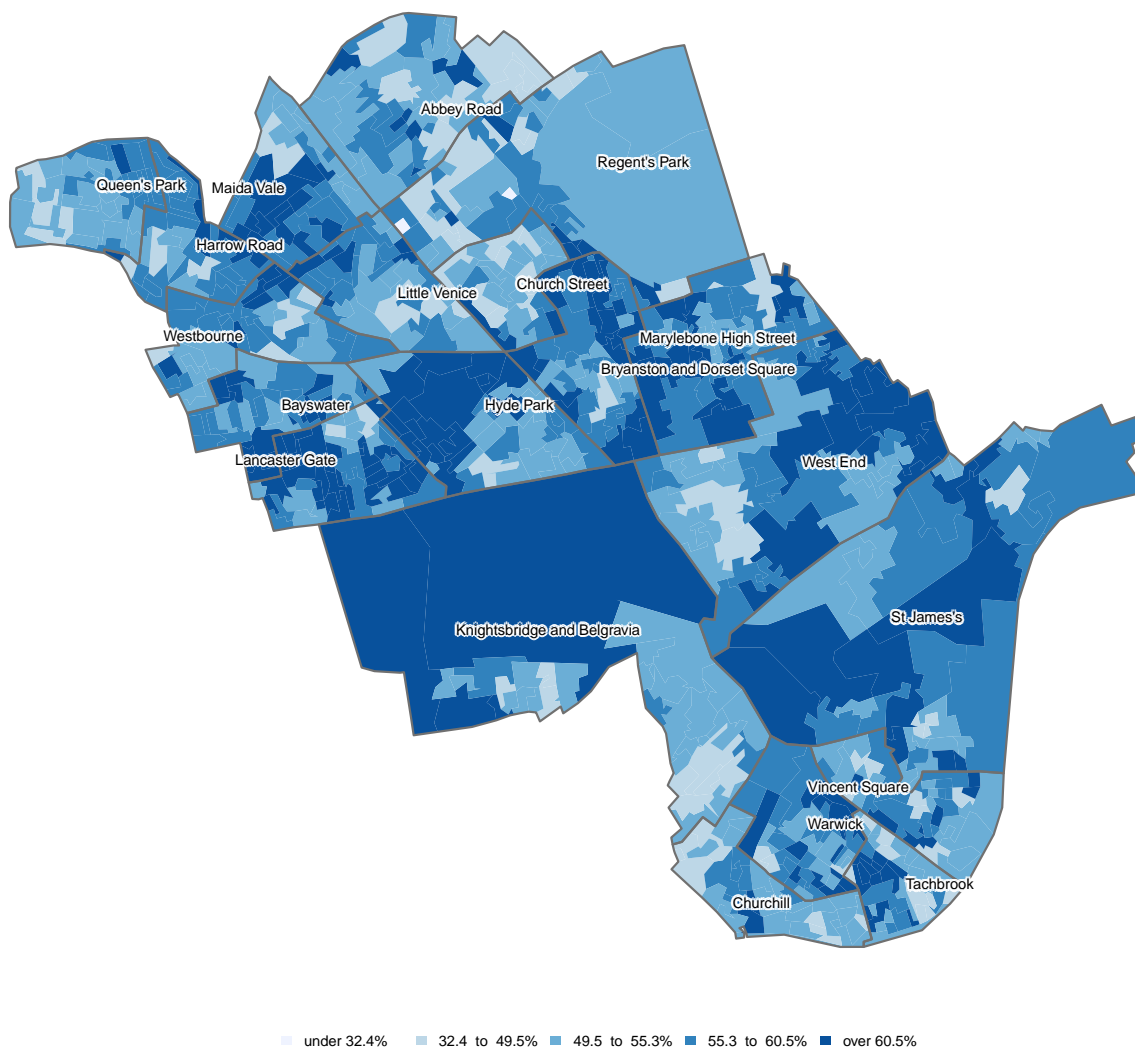 Abbey Road
Regent's Park
Queen's Park
Maida Vale
Harrow Road
Church Street
Little Venice
Westbourne
Marylebone High Street
Bryanston and Dorset Square
Bayswater
Hyde Park
Lancaster Gate
West End
St James's
Knightsbridge and Belgravia
Vincent Square
Warwick
Tachbrook
Churchill
under 32.4% 32.4 to 49.5% 49.5 to 55.3% 55.3 to 60.5% over 60.5%